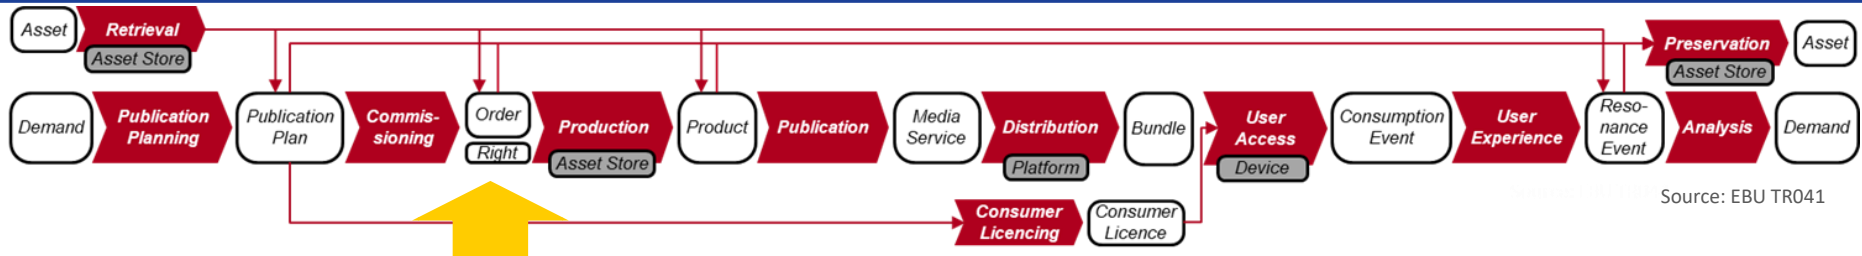 Asset
Retrieval
Asset Store
Preservation
Asset
Asset Store
Demand
Publication
Planning
Publication
Plan
Commis-
sioning
Order
Right
Production
Asset Store
Product
Publication
Media
Service
Distribution
Platform
Bundle
User
Access
Device
Consumption
Event
User
Experience
Reso-
nance
Event
Analysis
Demand
Source: EBU TR041
Consumer
Licencing
Consumer
Licence